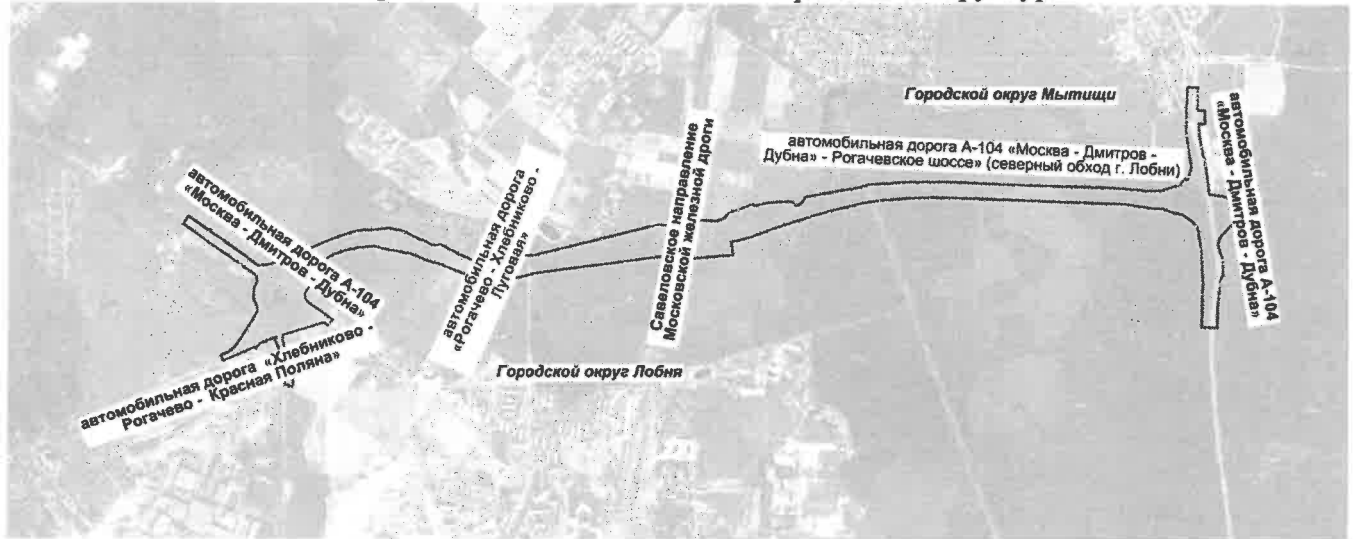 Городской округ Мытищи
автомобильная дорога А-104 «Москва - Дмитров -
Дубна» - Рогачевское шоссе» (северный обход г. Лобни)
автомобильная дорога А-104
«Москва - Дмитров - Дубна»
Савеловское направление
Московской железной дроги
автомобильная дорога
«Рогачево - Хлебниково -
Луговая»
автомобильная дорога А-104
«Москва - Дмитров - Дубна»
Городской округ Лобня
автомобильная дорога «Хлебниково -
Рогачево - Красная Поляна»